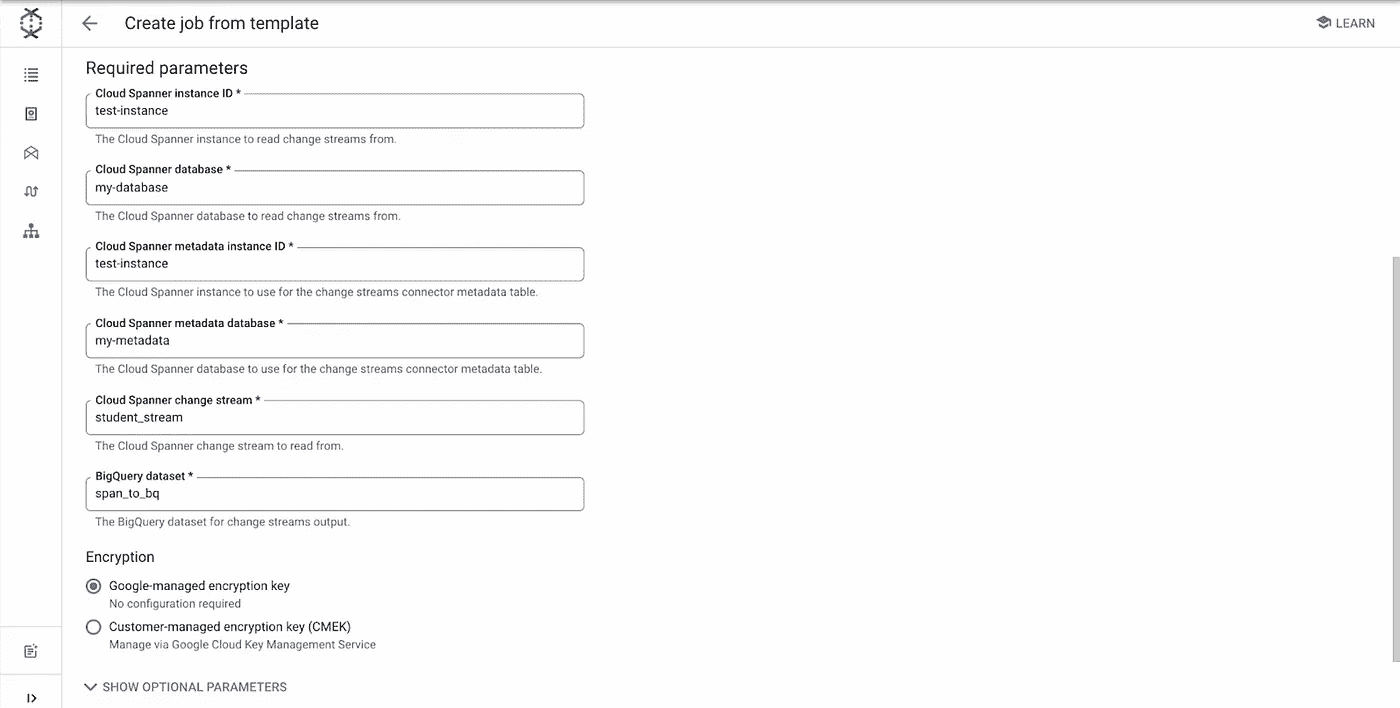 Create job from template
LEARN
Required parameters
Cloud Spanner instance ID *
test-instance
The Cloud Spanner instance to read change streams from.
Cloud Spanner database *
my-database
The Cloud Spanner database to read change streams from.
Cloud Spanner metadata instance ID *
test-instance
The Cloud Spanner instance to use for the change streams connector metadata table.
Cloud Spanner metadata database *
my-metadata
The Cloud Spanner database to use for the change streams connector metadata table.
Cloud Spanner change stream *
student_stream
The Cloud Spanner change stream to read from.
BigQuery dataset *
span_to_bq
The BigQuery dataset for change streams output.
Encryption
Google-managed encryption key
No configuration required
Customer-managed encryption key (CMEK)
Manage via Google Cloud Key Management Service
SHOW OPTIONAL PARAMETERS